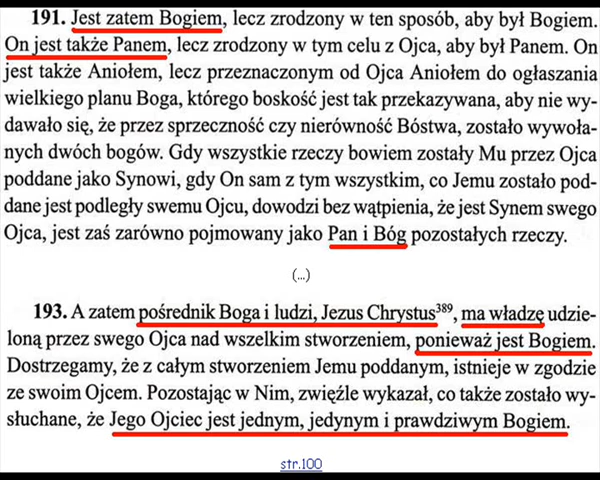 191. Jest zatem Bogiem, lecz zrodzony w ten sposób, aby był Bogiem.
On jest także Panem, lecz zrodzony w tym celu z Ojca, aby był Panem. On
jest także Aniołem, lecz przeznaczonym od Ojca Aniołem do ogłaszania
wielkiego planu Boga, którego boskość jest tak przekazywana, aby nie wy-
dawało się, że przez sprzeczność czy nierówność Bóstwa, zostało wywoła-
nych dwóch bogów. Gdy wszystkie rzeczy bowiem zostały Mu przez Ojca
poddane jako Synowi, gdy On sam z tym wszystkim, co Jemu zostało pod-
dane jest podległy swemu Ojcu, dowodzi bez wątpienia, że jest Synem swego
Ojca, jest zaś zarówno pojmowany jako Pan i Bóg pozostałych rzeczy.
(...)
193. A zatem pośrednik Boga i ludzi, Jezus Chrystus389, ma władzę udzie-
loną przez swego Ojca nad wszelkim stworzeniem, ponieważ jest Bogiem.
Dostrzegamy, że z całym stworzeniem Jemu poddanym, istnieje w zgodzie
ze swoim Ojcem. Pozostając w Nim, zwięźle wykazał, co także zostało wy-
słuchane, że Jego Ojciec jest jednym, jedynym i prawdziwym Bogiem.
str.100